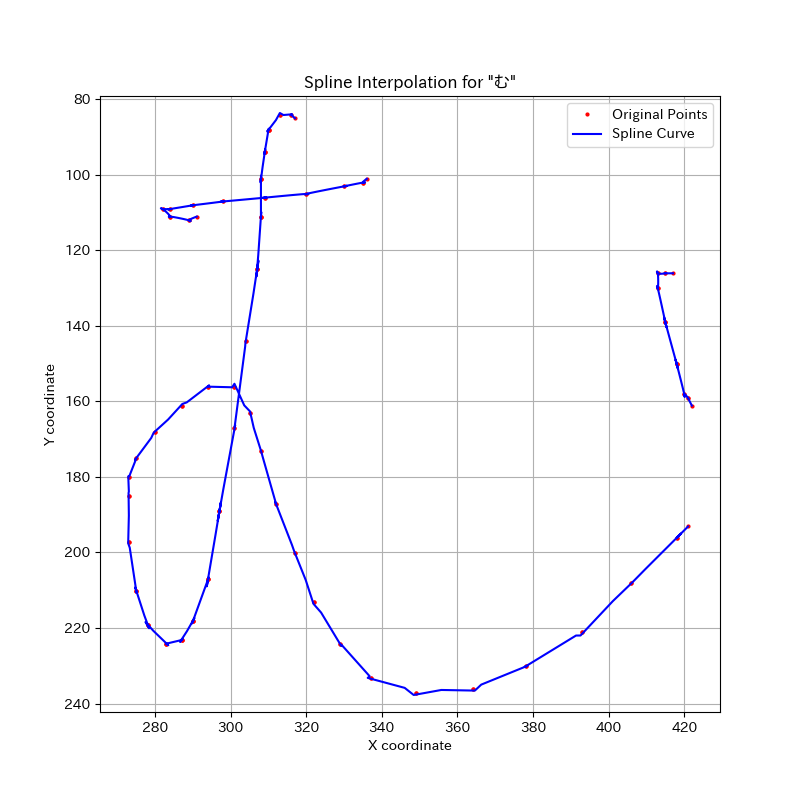 Spline Interpolation for "む"
Original Points
Spline Curve
80
100
120
140
160
180
200
220
240
Y coordinate
280 300 320 340 360 380 400 420
X coordinate
む